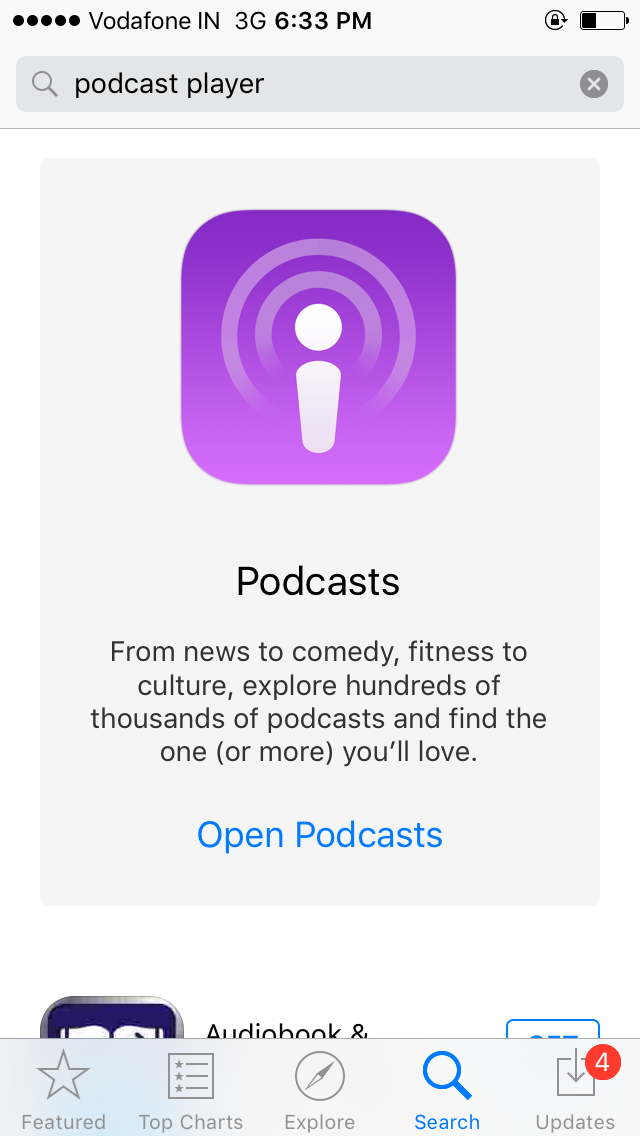 Vodafone IN 3G 6:33 PM
podcast player
Podcasts
From news to comedy, fitness to
culture, explore hundreds of
thousands of podcasts and find the
one (or more) you’ll love.
Open Podcasts
Audiobook &
GET
4
Featured Top Charts Explore Search Updates